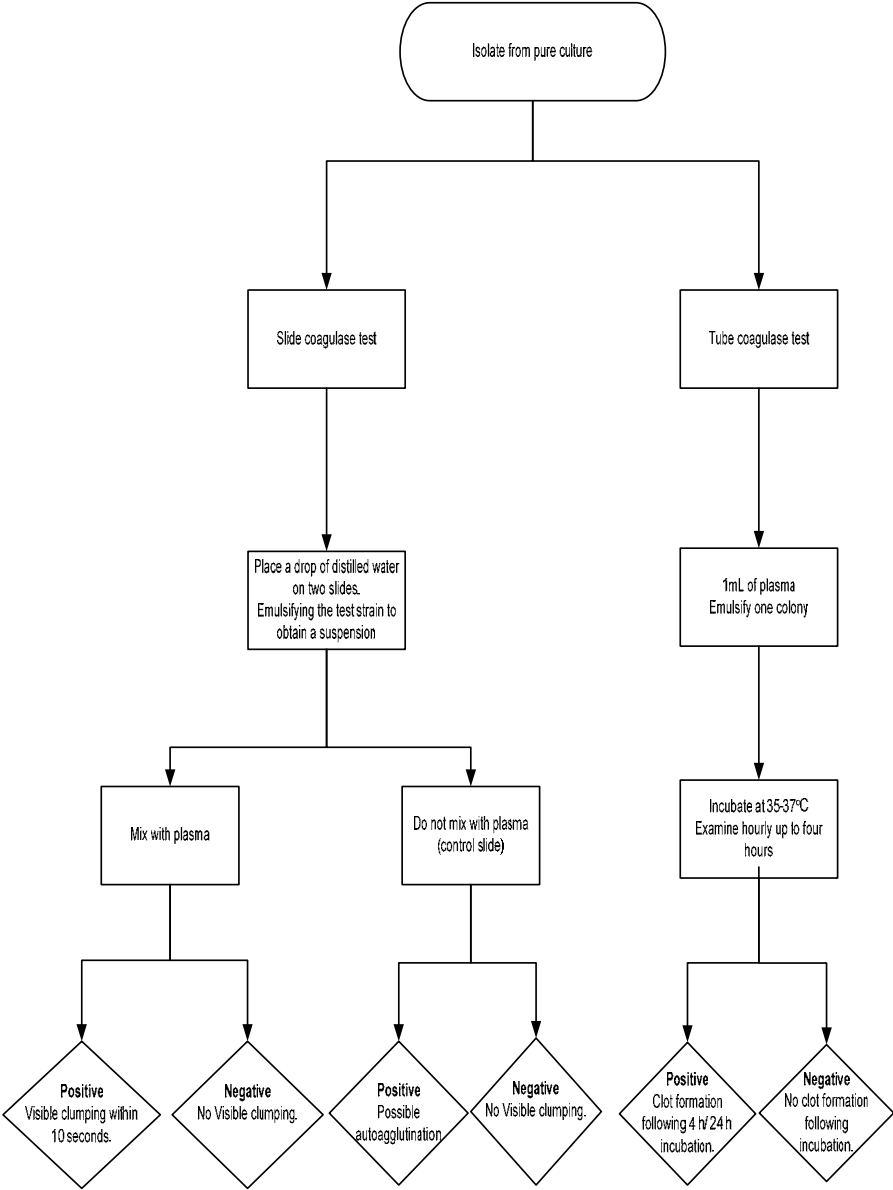 Isolate from pure culture
Slide coagulase test
Tube coagulase test
Place a drop of distilled water
on two slides.
Emulsifying the test strain to
obtain a suspension
1mL of plasma
Emulsify one colony
Mix with plasma
Do not mix with plasma
(control slide)
Incubate at 35-37°C
Examine hourly up to four
hours
Positive
Visible clumping within
10 seconds.
Negative
No Visible clumping.
Positive
Possible
autoagglutination
Negative
No Visible clumping.
Positive
Clot formation
following 4 h/ 24 h
incubation.
Negative
No clot formation
following
incubation.